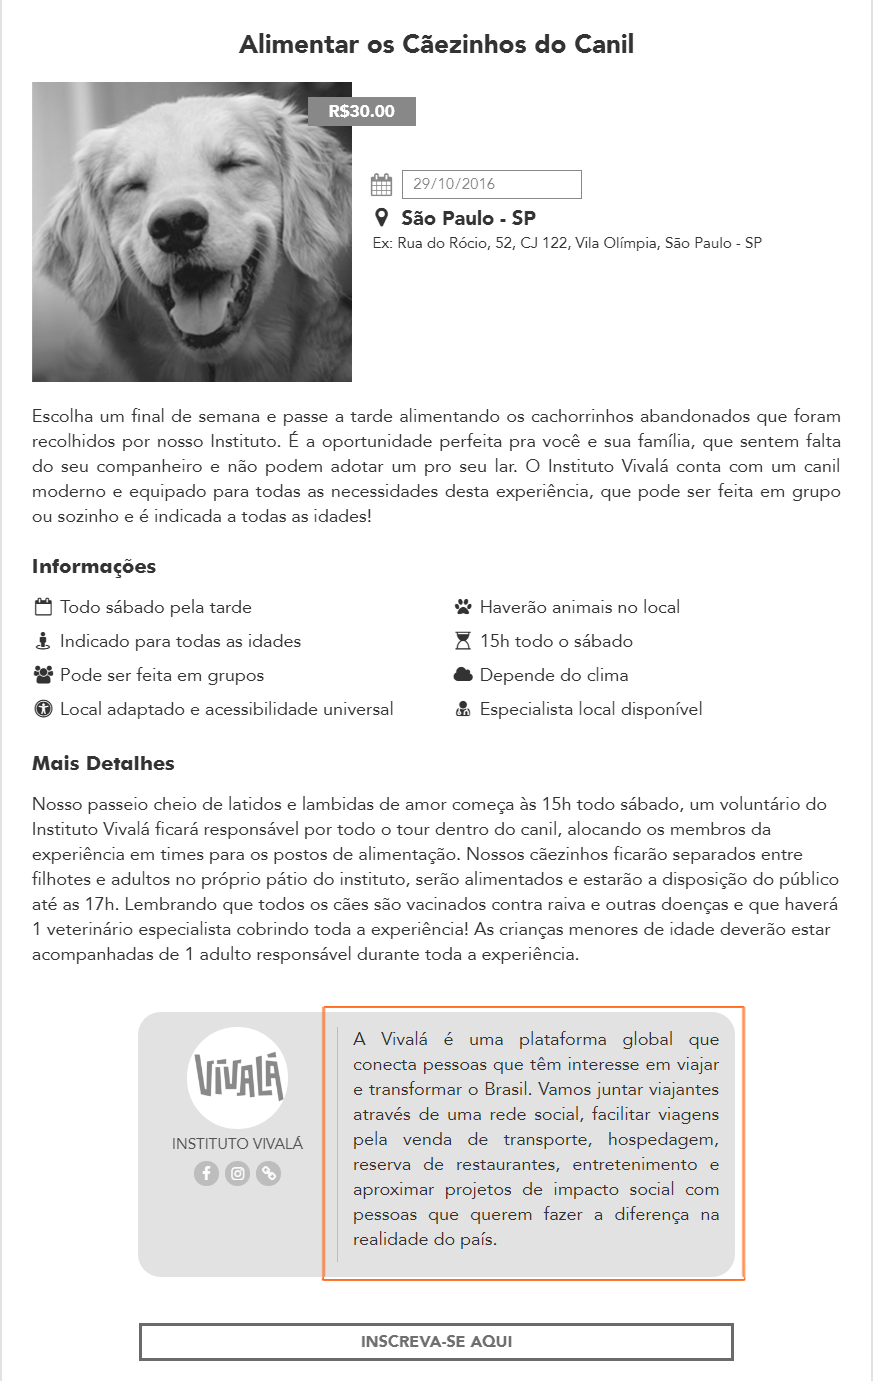 Alimentar os Cãezinhos do Canil
R$30.00
29/10/2016
São Paulo - SP
Ex: Rua do Rócio, 52, CJ 122, Vila Olímpia, São Paulo - SP
Escolha um final de semana e passe a tarde alimentando os cachorrinhos abandonados que foram
recolhidos por nosso Instituto. É a oportunidade perfeita pra você e sua família, que sentem falta
do seu companheiro e não podem adotar um pro seu lar. O Instituto Vivalá conta com um canil
moderno e equipado para todas as necessidades desta experiência, que pode ser feita em grupo
ou sozinho e é indicada a todas as idades!
Informações
Todo sábado pela tarde
Haverão animais no local
Indicado para todas as idades
15h todo o sábado
Pode ser feita em grupos
Depende do clima
Local adaptado e acessibilidade universal
Especialista local disponível
Mais Detalhes
Nosso passeio cheio de latidos e lambidas de amor começa às 15h todo sábado, um voluntário do
Instituto Vivalá ficará responsável por todo o tour dentro do canil, alocando os membros da
experiência em times para os postos de alimentação. Nossos cãezinhos ficarão separados entre
filhotes e adultos no próprio pátio do instituto, serão alimentados e estarão a disposição do público
até as 17h. Lembrando que todos os cães são vacinados contra raiva e outras doenças e que haverá
1 veterinário especialista cobrindo toda a experiência! As crianças menores de idade deverão estar
acompanhadas de 1 adulto responsável durante toda a experiência.
VIVALÁ
INSTITUTO VIVALÁ
A Vivalá é uma plataforma global que
conecta pessoas que têm interesse em viajar
e transformar o Brasil. Vamos juntar viajantes
através de uma rede social, facilitar viagens
pela venda de transporte, hospedagem,
reserva de restaurantes, entretenimento e
aproximar projetos de impacto social com
pessoas que querem fazer a diferença na
realidade do país.
INSCREVA-SE AQUI